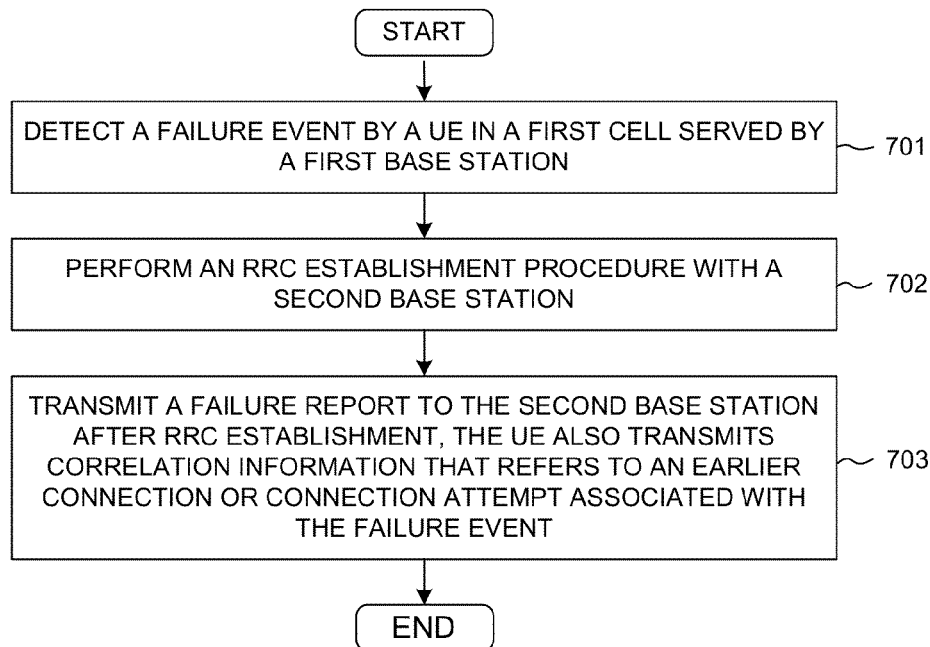 START
DETECT A FAILURE EVENT BY A UE IN A FIRST CELL SERVED BY
A FIRST BASE STATION
701
PERFORM AN RRC ESTABLISHMENT PROCEDURE WITH A
SECOND BASE STATION
702
TRANSMIT A FAILURE REPORT TO THE SECOND BASE STATION
AFTER RRC ESTABLISHMENT, THE UE ALSO TRANSMITS
CORRELATION INFORMATION THAT REFERS TO AN EARLIER
CONNECTION OR CONNECTION ATTEMPT ASSOCIATED WITH
THE FAILURE EVENT
703
END